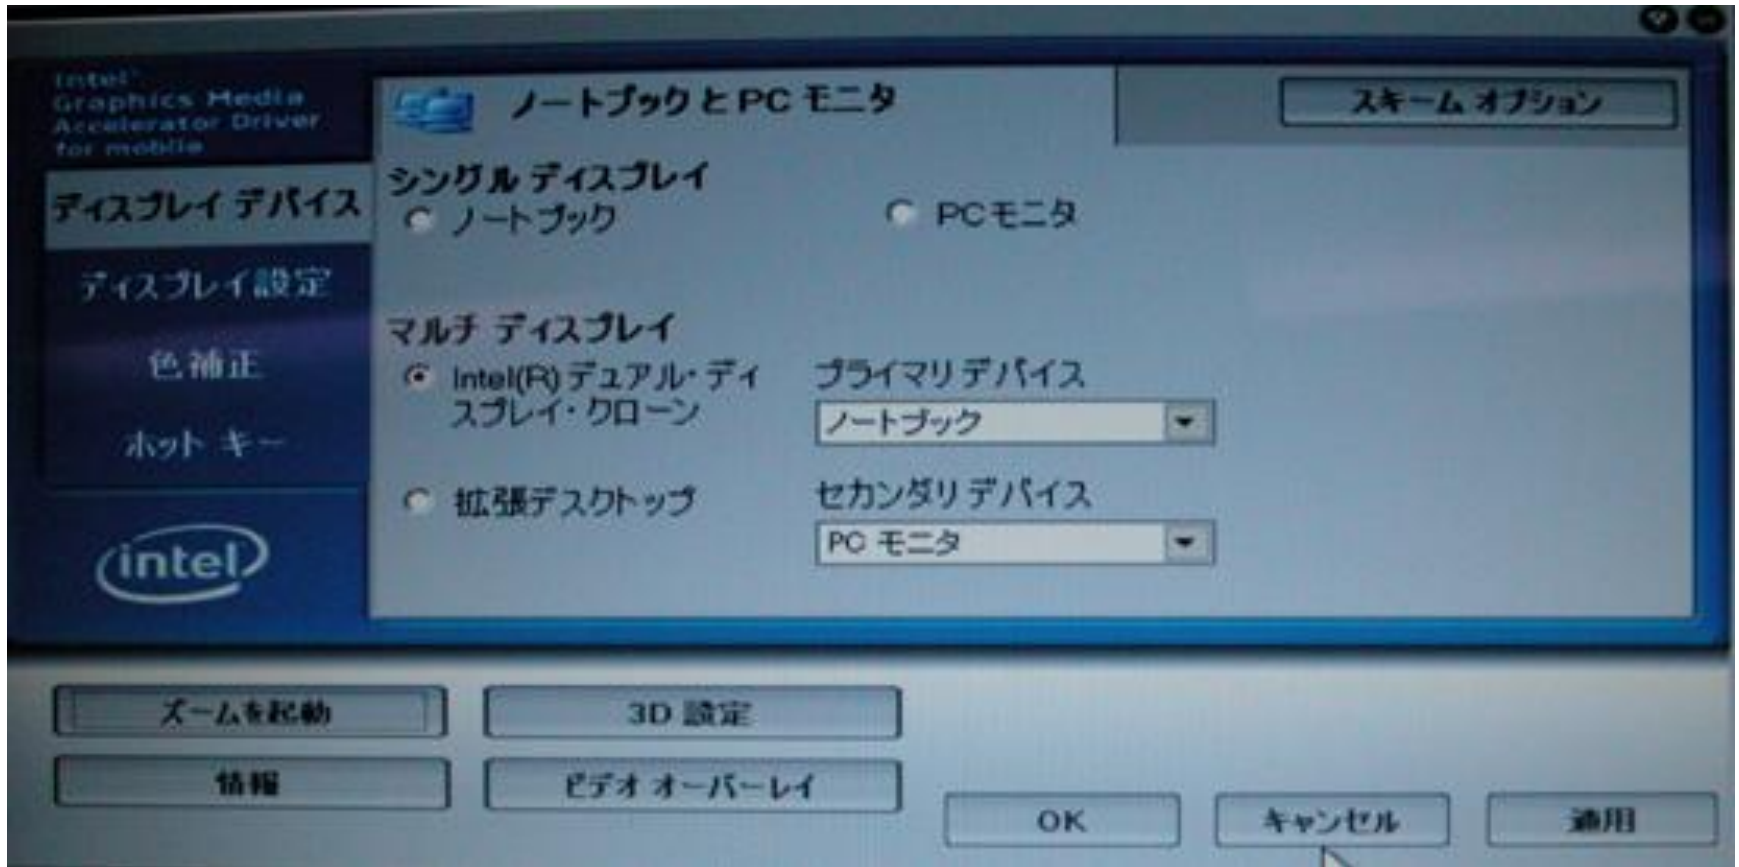 intel
Graphics Media
Accelerator Driver
for mobile
ノートブックとPC モニタ
スキーム オプション
ディスプレイ デバイス
シングル ディスプレイ
ノートブック
PCモニタ
ディスプレイ設定
マルチ ディスプレイ
色補正
Intel(R) デュアル・ディ
スプレイ・クローン
プライマリ デバイス
ノートブック
ホット キー
拡張デスクトップ
セカンダリ デバイス
PC モニタ
intel
ズームを起動
3D 設定
情報
ビデオ オーバーレイ
OK
キャンセル
適用